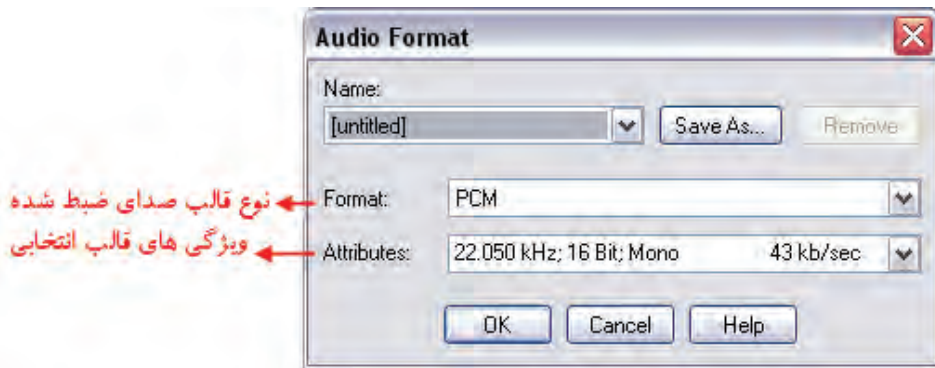 Audio Format
Name:
[untitled]
Save As...
Remove
نوع قالب صدای ضبط شده
Format:
PCM
ویژگی های قالب انتخابی
Attributes:
22.050 kHz; 16 Bit; Mono 43 kb/sec
OK
Cancel
Help